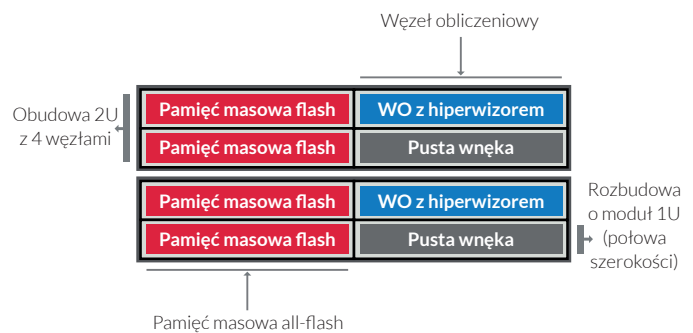 Węzeł obliczeniowy
Obudowa 2U
z 4 węzłami
Pamięć masowa flash
WO z hiperwizorem
Pamięć masowa flash
Pusta wnęka
Pamięć masowa flash
WO z hiperwizorem
Pamięć masowa flash
Pusta wnęka
Rozbudowa
o moduł 1U
(połowa
szerokości)
Pamięć masowa all-flash